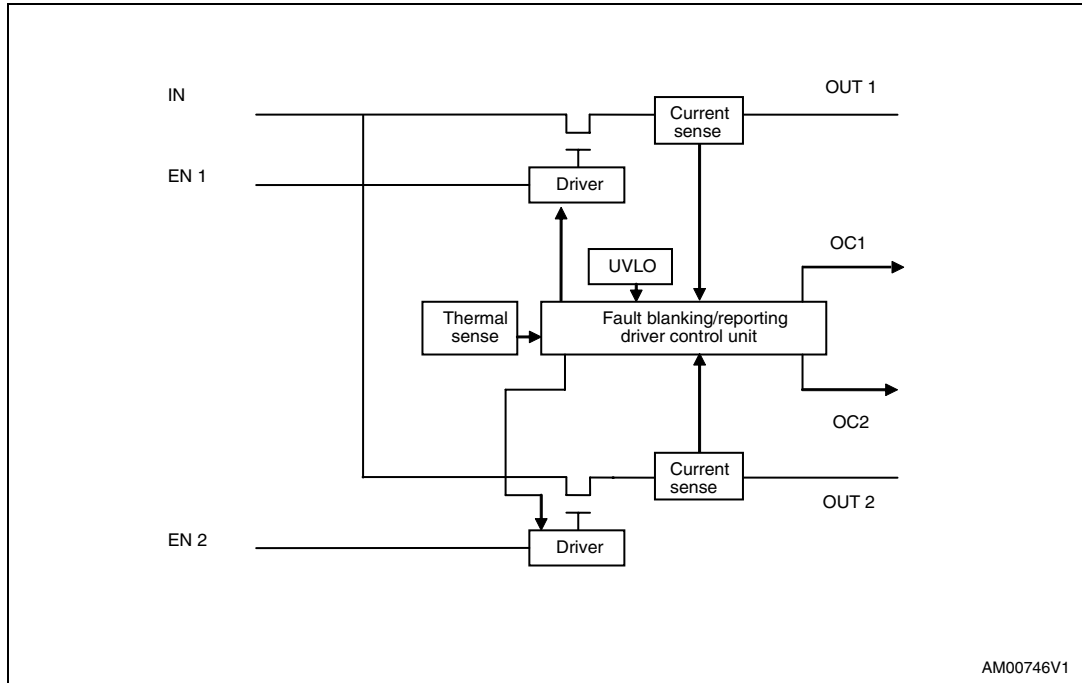 IN
OUT 1
Current
sense
EN 1
Driver
OC1
UVLO
Thermal
sense
Fault blanking/reporting
driver control unit
OC2
Current
sense
OUT 2
EN 2
Driver
AM00746V1